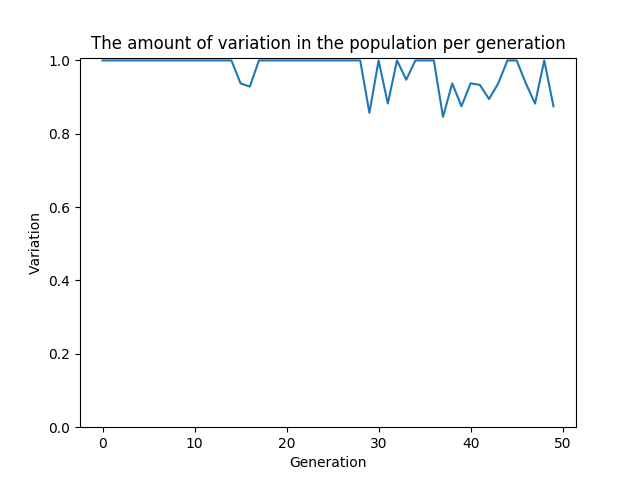 The amount of variation in the population per generation
1.0
0.8
0.6
0.4
0.2
0.0
Variation
0 10 20 30 40 50
Generation